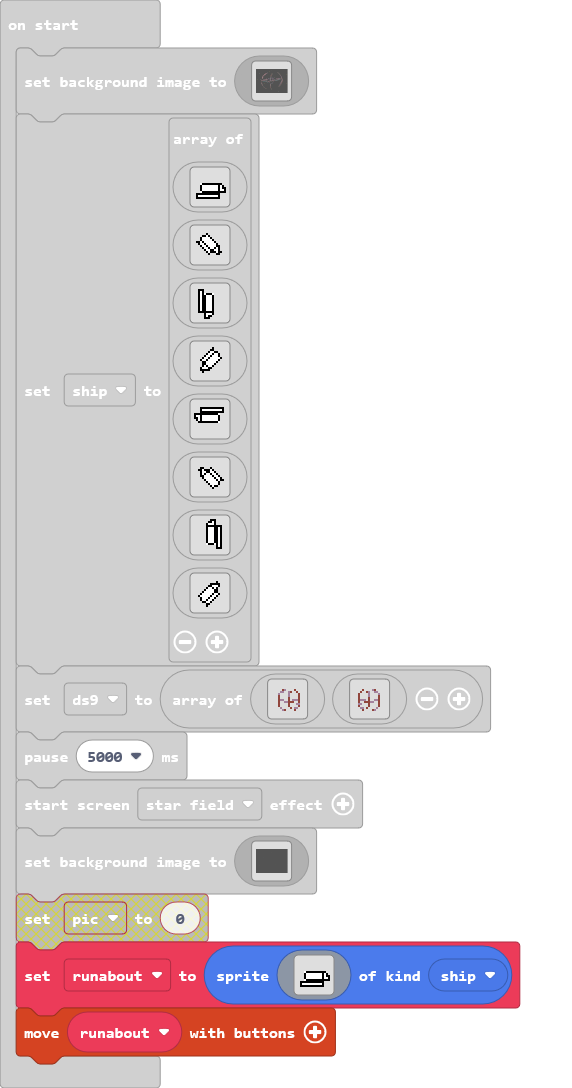 on start
set background image to
array of
set ship to
set ds9 to array of
pause 5000 ms
start screen star field effect
set background image to
set pic to 0
set runabout to sprite of kind ship
move runabout with buttons